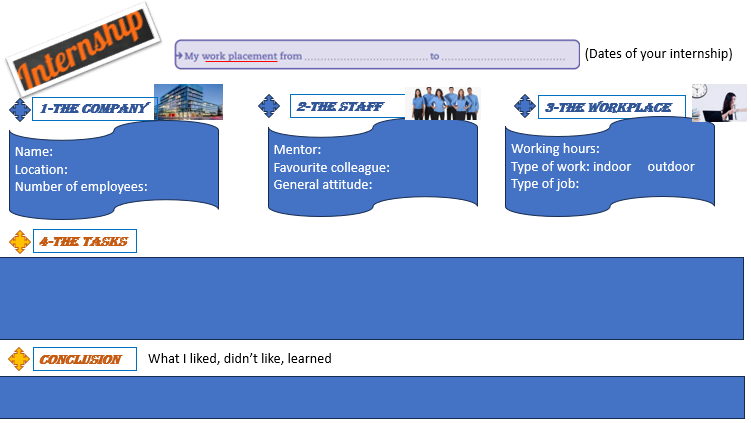 Internship
My work placement from ........................................ to ........................................ (Dates of your internship)
1-THE COMPANY
Name:
Location:
Number of employees:
2-THE STAFF
Mentor:
Favourite colleague:
General attitude:
3-THE WORKPLACE
Working hours:
Type of work: indoor outdoor
Type of job:
4-THE TASKS
CONCLUSION What I liked, didn’t like, learned